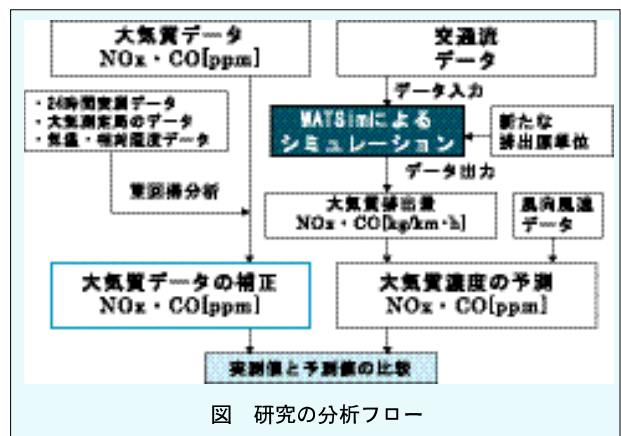 大気質データ
NOx・CO[ppm]
交通流
データ
データ入力
・24時間実測データ
・大気測定局のデータ
・気温・相対湿度データ
MATSimによる
シミュレーション
新たな
排出原単位
データ出力
重回帰分析
大気質排出量
NOx・CO[kg/km・h]
風向風速
データ
大気質データの補正
NOx・CO[ppm]
大気質濃度の予測
NOx・CO[ppm]
実測値と予測値の比較
図　研究の分析フロー